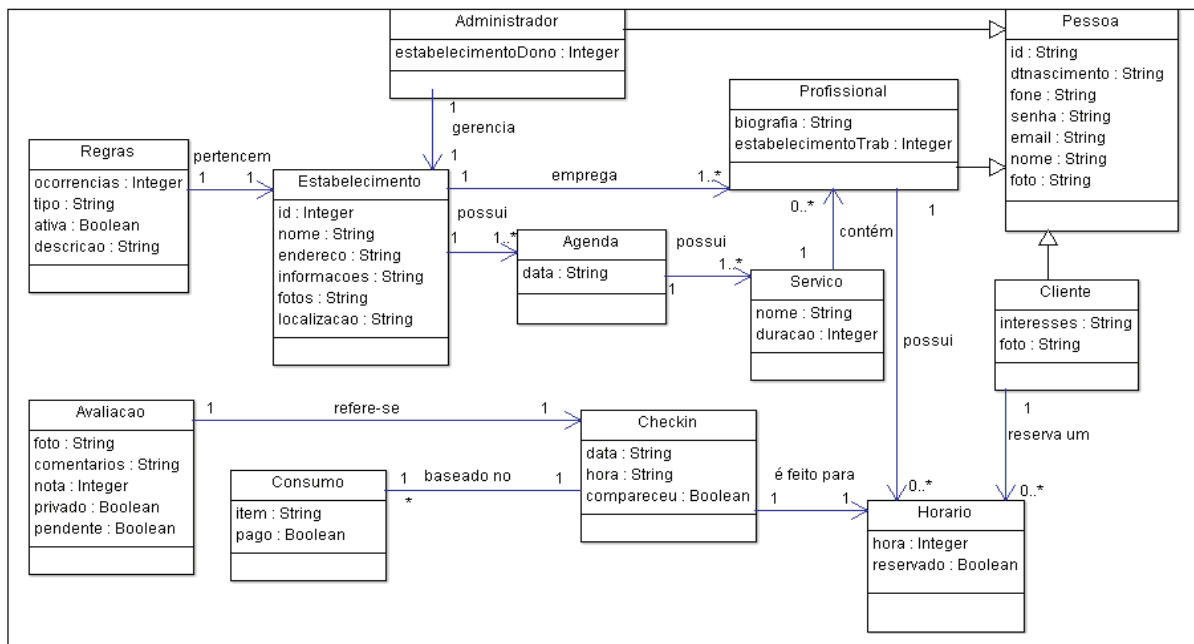 Administrador
estabelecimentoDono : Integer
Pessoa
id : String
dtnascimento : String
fone : String
senha : String
email : String
nome : String
foto : String
Profissional
biografia : String
estabelecimentoTrab : Integer
1
gerencia
1
Regras
ocorrencias : Integer
tipo : String
ativa : Boolean
descricao : String
pertencem
1
1
Estabelecimento
id : Integer
nome : String
endereco : String
informacoes : String
fotos : String
localizacao : String
1
emprega
1..*
possui
1
1..*
Agenda
data : String
possui
1
1..*
0..*
contém
1
Servico
nome : String
duracao : Integer
1
possui
0..*
Cliente
interesses : String
foto : String
1
reserva um
0..*
Avaliacao
foto : String
comentarios : String
nota : Integer
privado : Boolean
pendente : Boolean
1
refere-se
1
Checkin
data : String
hora : String
compareceu : Boolean
Consumo
item : String
pago : Boolean
1
baseado no
1
*
é feito para
1
1
Horario
hora : Integer
reservado : Boolean